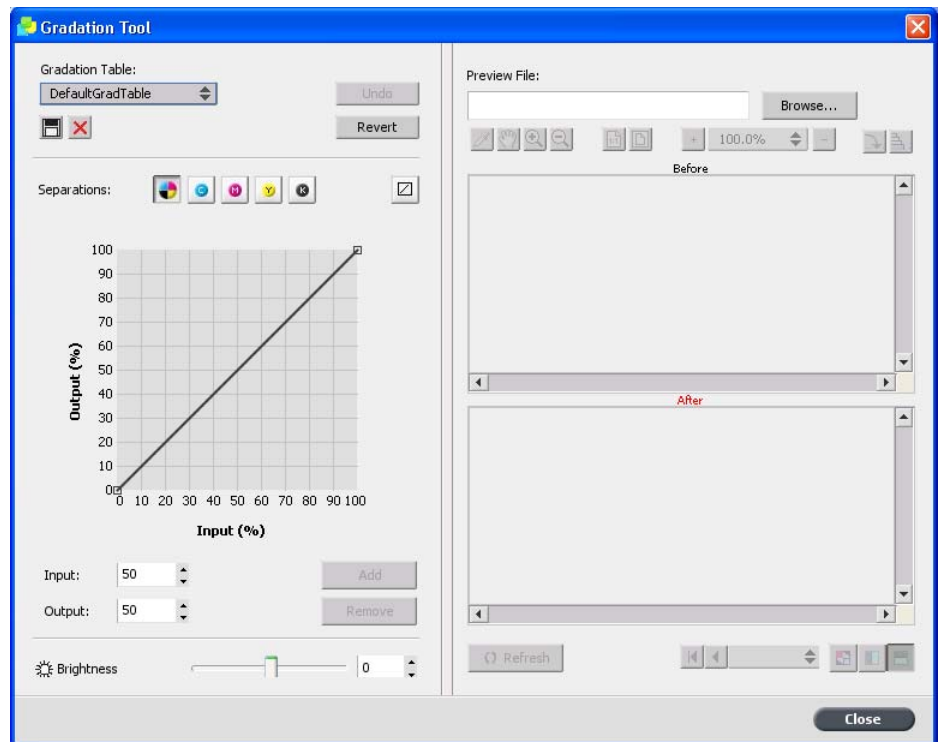 Gradation Tool
Gradation Table:
DefaultGradTable
Undo
Revert
Separations:
C
M
Y
K
100
90
80
70
60
50
40
30
20
10
0
Output (%)
0 10 20 30 40 50 60 70 80 90 100
Input (%)
Input: 50
Add
Output: 50
Remove
Brightness 0
Preview File:
Browse...
+ 100.0% -
Before
After
Refresh
Close